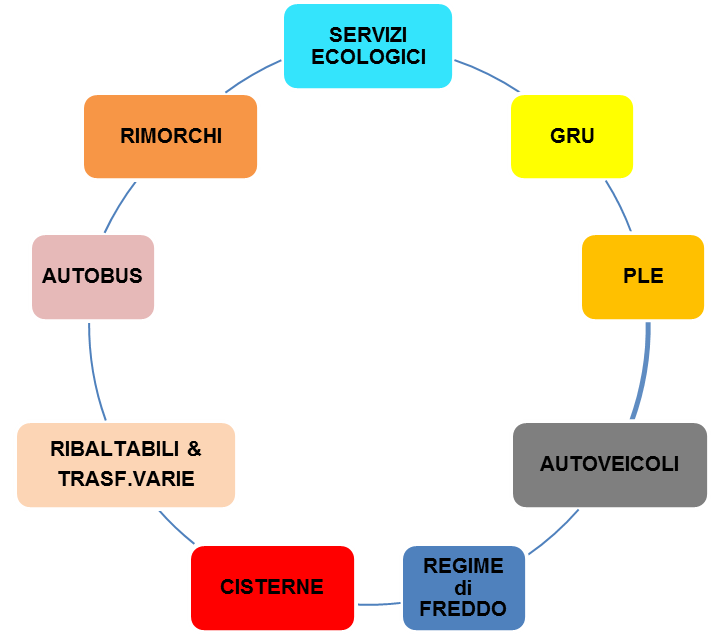 SERVIZI
ECOLOGICI
GRU
PLE
AUTOVEICOLI
REGIME
di
FREDDO
CISTERNE
RIBALTABILI &
TRASF.VARIE
AUTOBUS
RIMORCHI